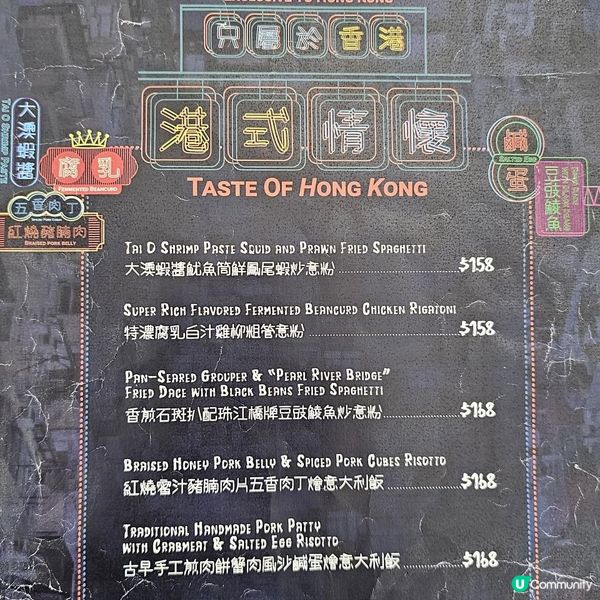 EXCLUSIVE TO HONG KONG
只屬於香港
港式情懷
TASTE OF HONG KONG
大澳蝦醬
TAI O SHRIMP PASTE
腐乳
FERMENTED BEANCURD
五香肉丁
SPICED PORK CUBES
紅燒豬腩肉
BRAISED PORK BELLY
鹹蛋
SALTED EGG
豆豉鯪魚
TAI O SHRIMP PASTE SQUID AND PRAWN FRIED SPAGHETTI
大澳蝦醬魷魚筒鮮鳳尾蝦炒意粉 $158
SUPER RICH FLAVORED FERMENTED BEANCURD CHICKEN RIGATONI
特濃腐乳白汁雞柳粗管意粉 $158
PAN-SEARED GROUPER & "PEARL RIVER BRIDGE"
FRIED DACE WITH BLACK BEANS FRIED SPAGHETTI
香煎石斑扒配珠江橋牌豆豉鯪魚炒意粉 $168
BRAISED HONEY PORK BELLY & SPICED PORK CUBES RISOTTO
紅燒蜜汁豬腩肉片五香肉丁燴意大利飯 $168
TRADITIONAL HANDMADE PORK PATTY
WITH CRABMEAT & SALTED EGG RISOTTO
古早手工煎肉餅蟹肉風沙鹹蛋燴意大利飯 $168
U Community